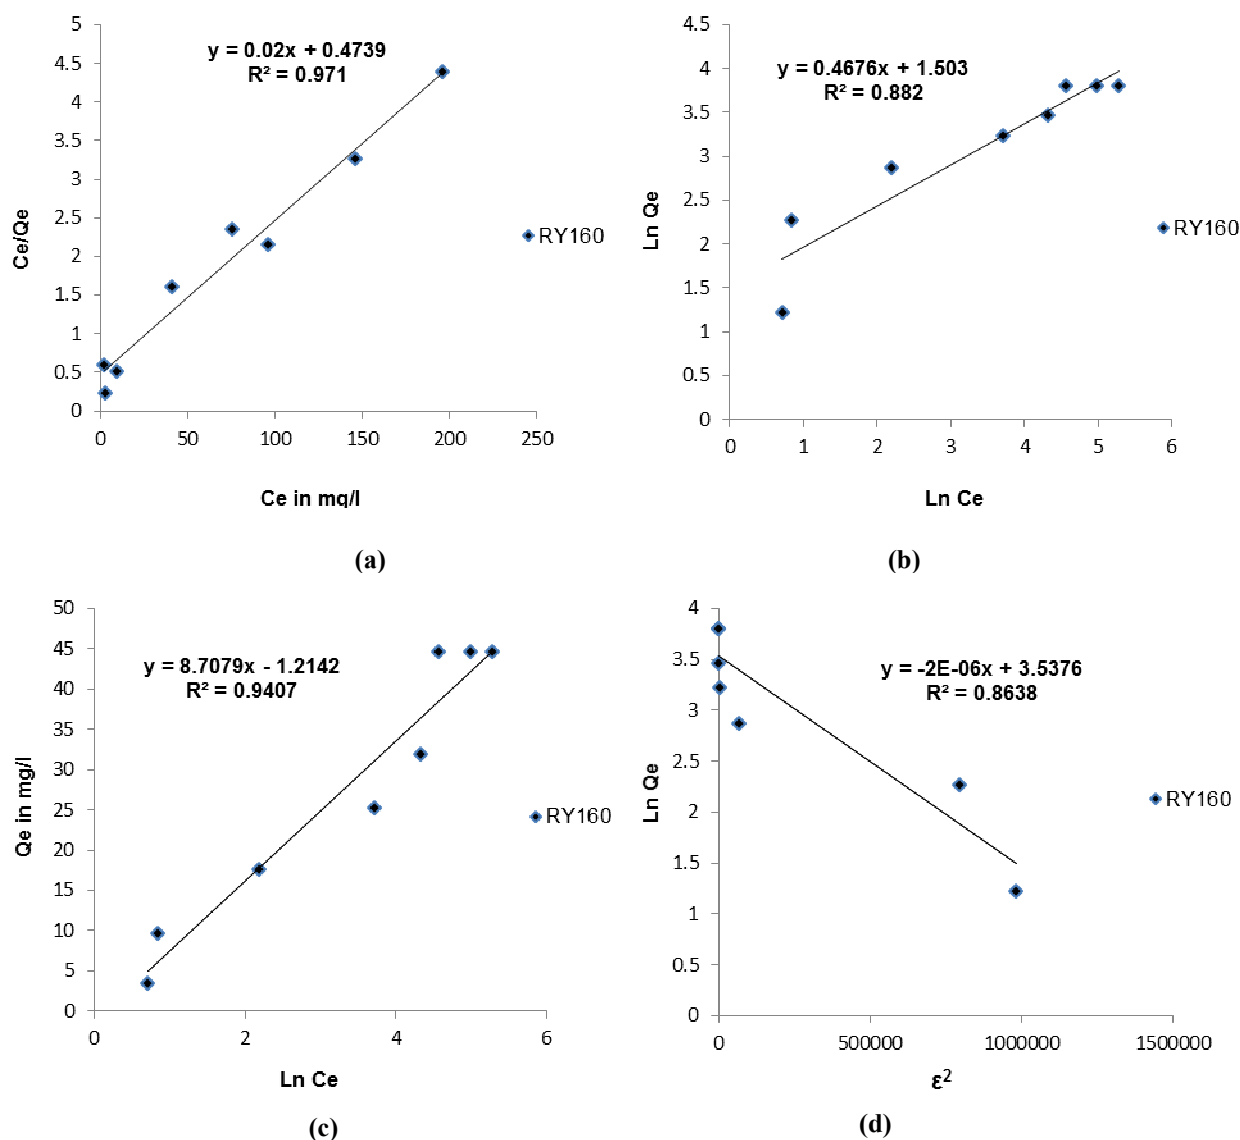 5
4.5
4
3.5
3
2.5
2
1.5
1
0.5
0
0 50 100 150 200 250
y = 0.02x + 0.4739
R² = 0.971
Ce/Qe
RY160
Ce in mg/l
(a)
4.5
4
3.5
3
2.5
2
1.5
1
0.5
0
0 1 2 3 4 5 6
y = 0.4676x + 1.503
R² = 0.882
Ln Qe
RY160
Ln Ce
(b)
50
45
40
35
30
25
20
15
10
5
0
0 2 4 6
y = 8.7079x - 1.2142
R² = 0.9407
Qe in mg/l
RY160
Ln Ce
(c)
4
3.5
3
2.5
2
1.5
1
0.5
0
0 500000 1000000 1500000
y = -2E-06x + 3.5376
R² = 0.8638
Ln Qe
RY160
ε²
(d)